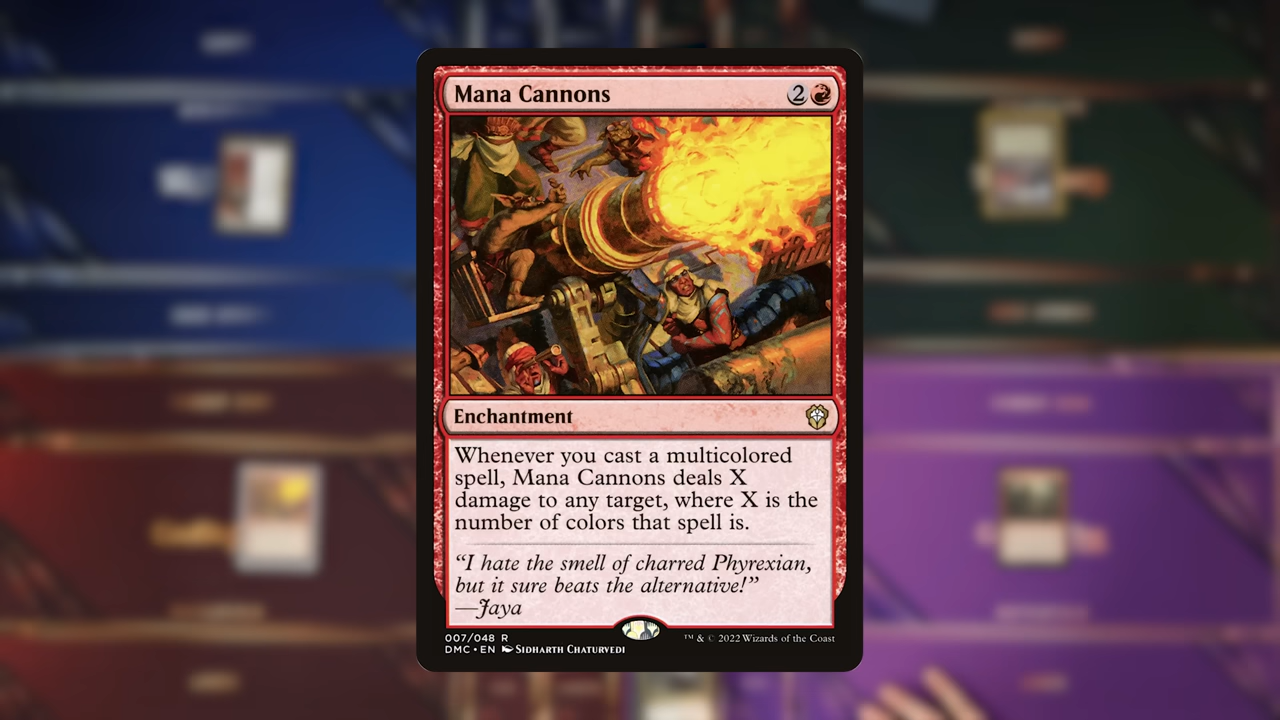 Mana Cannons 2
Enchantment
Whenever you cast a multicolored
spell, Mana Cannons deals X
damage to any target, where X is the
number of colors that spell is.
“I hate the smell of charred Phyrexian,
but it sure beats the alternative!”
—Jaya
007/048 R
DMC • EN SIDHARTH CHATURVEDI
™ & © 2022 Wizards of the Coast